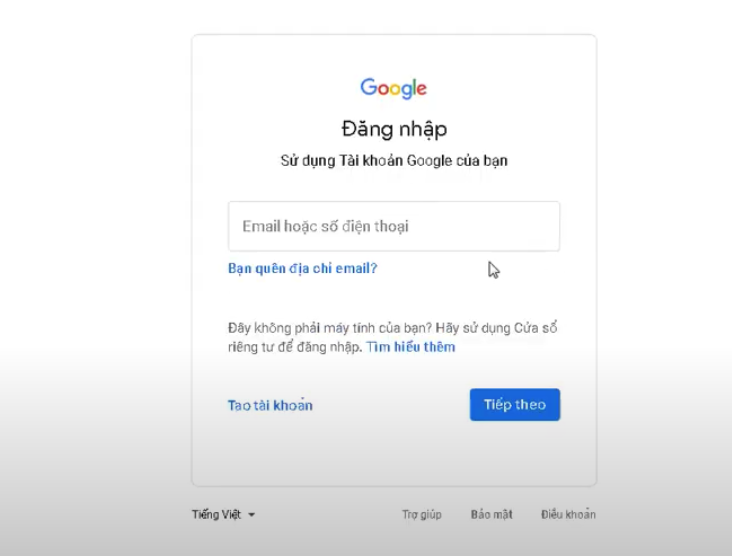 Google
Đăng nhập
Sử dụng Tài khoản Google của bạn
Email hoặc số điện thoại
Bạn quên địa chỉ email?
Đây không phải máy tính của bạn? Hãy sử dụng Cửa sổ
riêng tư để đăng nhập. Tìm hiểu thêm
Tạo tài khoản Tiếp theo
Tiếng Việt Trợ giúp Bảo mật Điều khoản